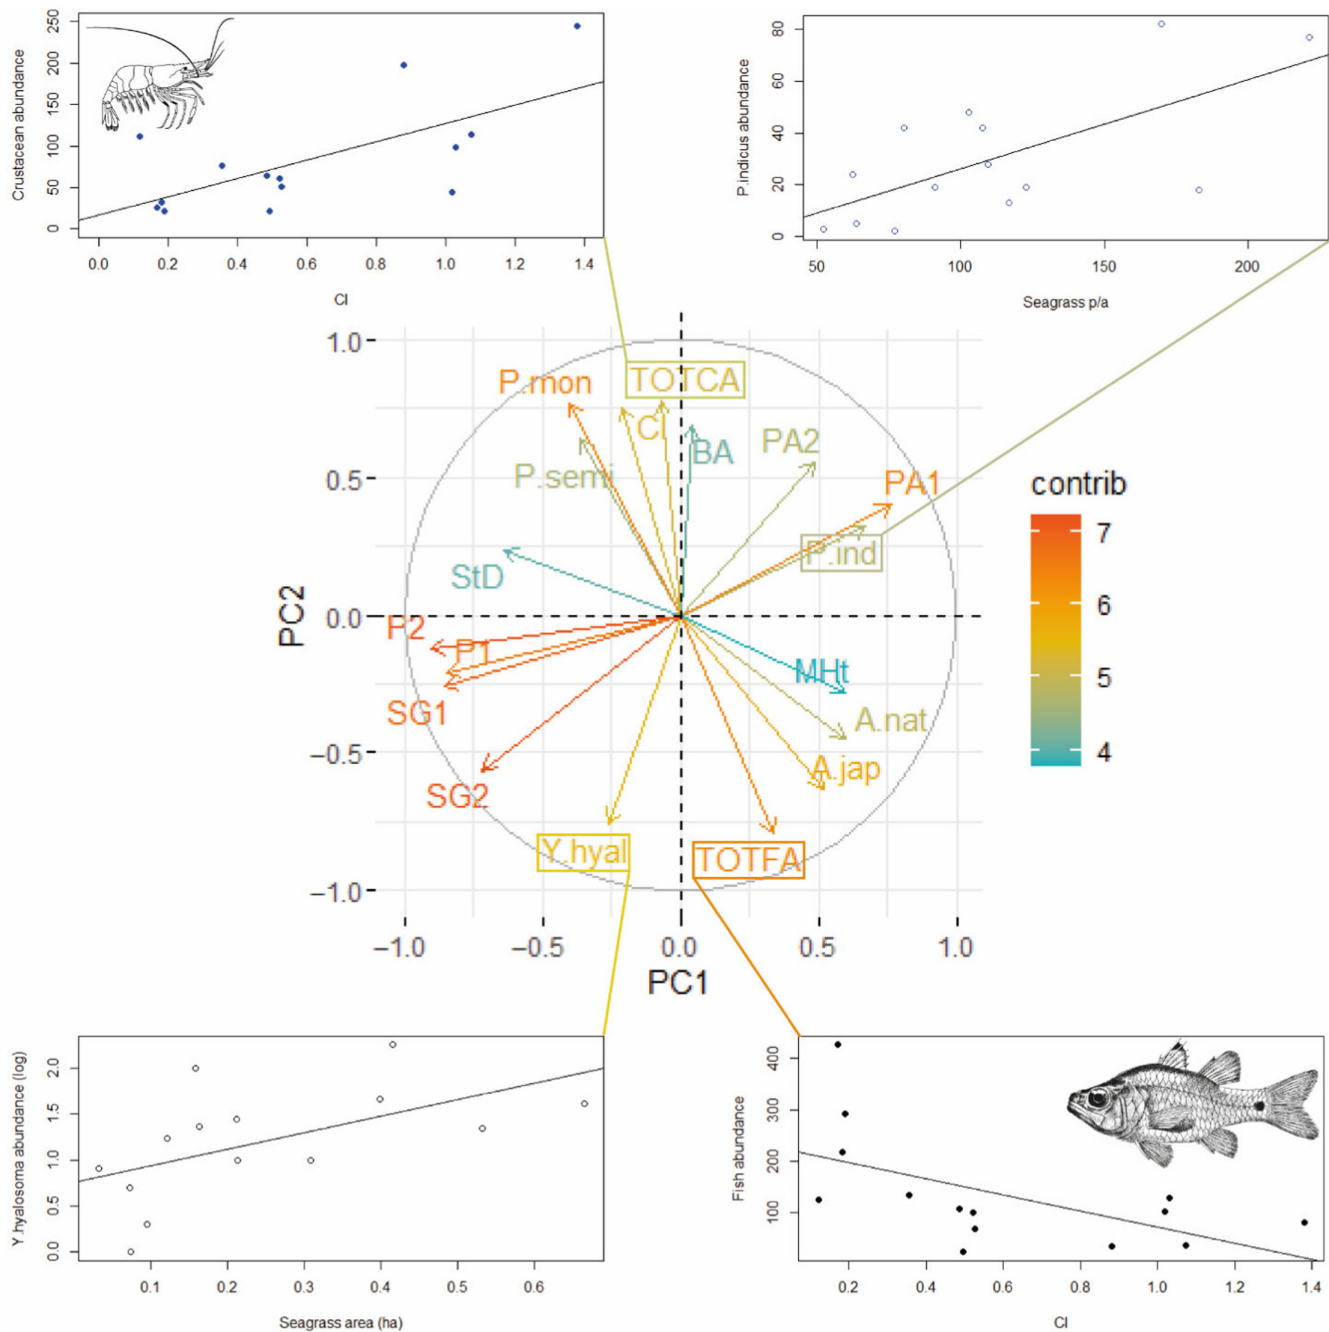 250
200
150
100
50
0
Crustacean abundance
0.0 0.2 0.4 0.6 0.8 1.0 1.2 1.4
CI
80
60
40
20
0
P.indicus abundance
50 100 150 200
Seagrass p/a
1.0
0.5
0.0
−0.5
−1.0
PC2
P.mon
TOTCA
CI
BA
PA2
P.semi
PA1
P.ind
StD
P2
P1
MHt
SG1
A.nat
A.jap
SG2
Y.hyal
TOTFA
−1.0 −0.5 0.0 0.5 1.0
PC1
contrib
7
6
5
4
2.0
1.5
1.0
0.5
0.0
Y.hyalosoma abundance (log)
0.1 0.2 0.3 0.4 0.5 0.6
Seagrass area (ha)
400
300
200
100
Fish abundance
0.2 0.4 0.6 0.8 1.0 1.2 1.4
CI